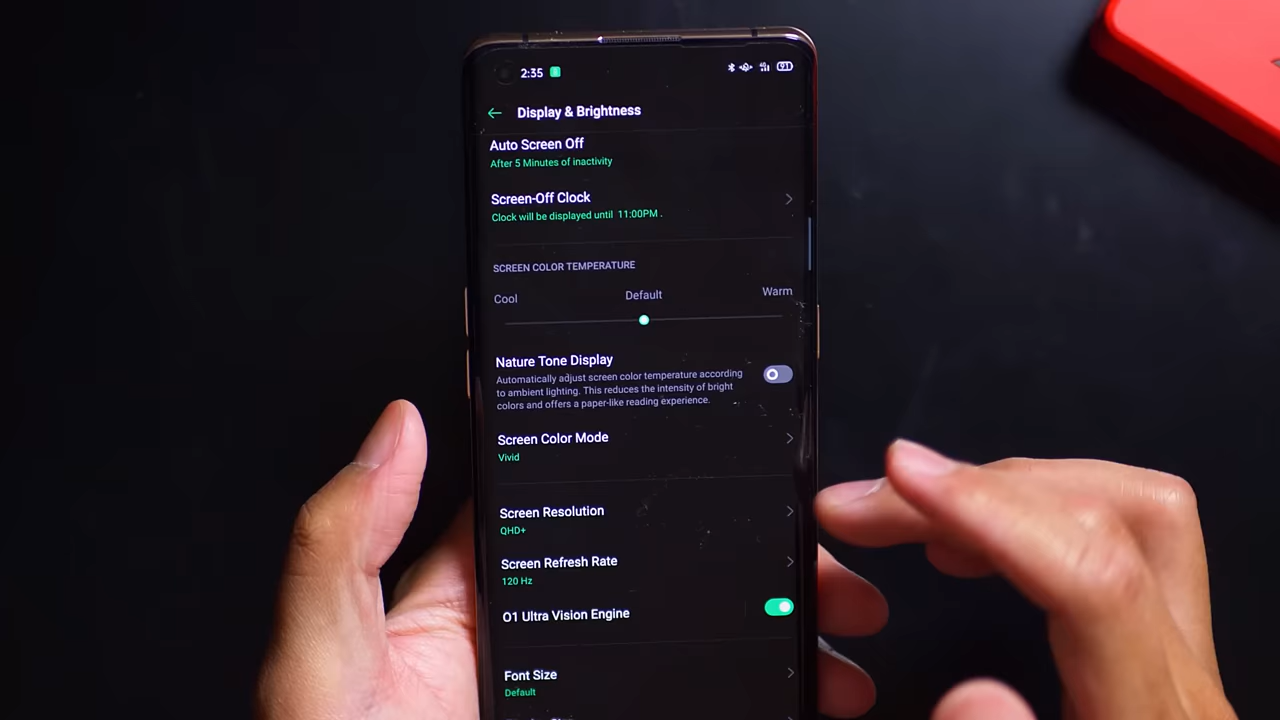 2:35
91
Display & Brightness
Auto Screen Off
After 5 Minutes of inactivity
Screen-Off Clock
Clock will be displayed until 11:00PM .
SCREEN COLOR TEMPERATURE
Cool Default Warm
Nature Tone Display
Automatically adjust screen color temperature according
to ambient lighting. This reduces the intensity of bright
colors and offers a paper-like reading experience.
Screen Color Mode
Vivid
Screen Resolution
QHD+
Screen Refresh Rate
120 Hz
O1 Ultra Vision Engine
Font Size
Default